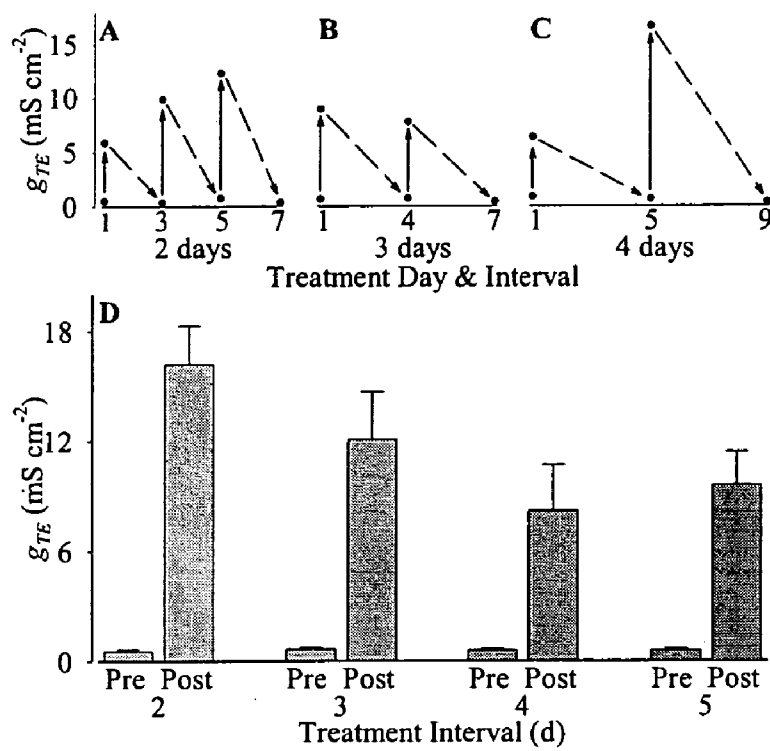 A B C
15
10
5
0
g_TE (mS cm⁻²)
1 3 5 7 1 4 7 1 5 9
2 days 3 days 4 days
Treatment Day & Interval
D
18
12
6
0
g_TE (mS cm⁻²)
Pre Post Pre Post Pre Post Pre Post
2 3 4 5
Treatment Interval (d)